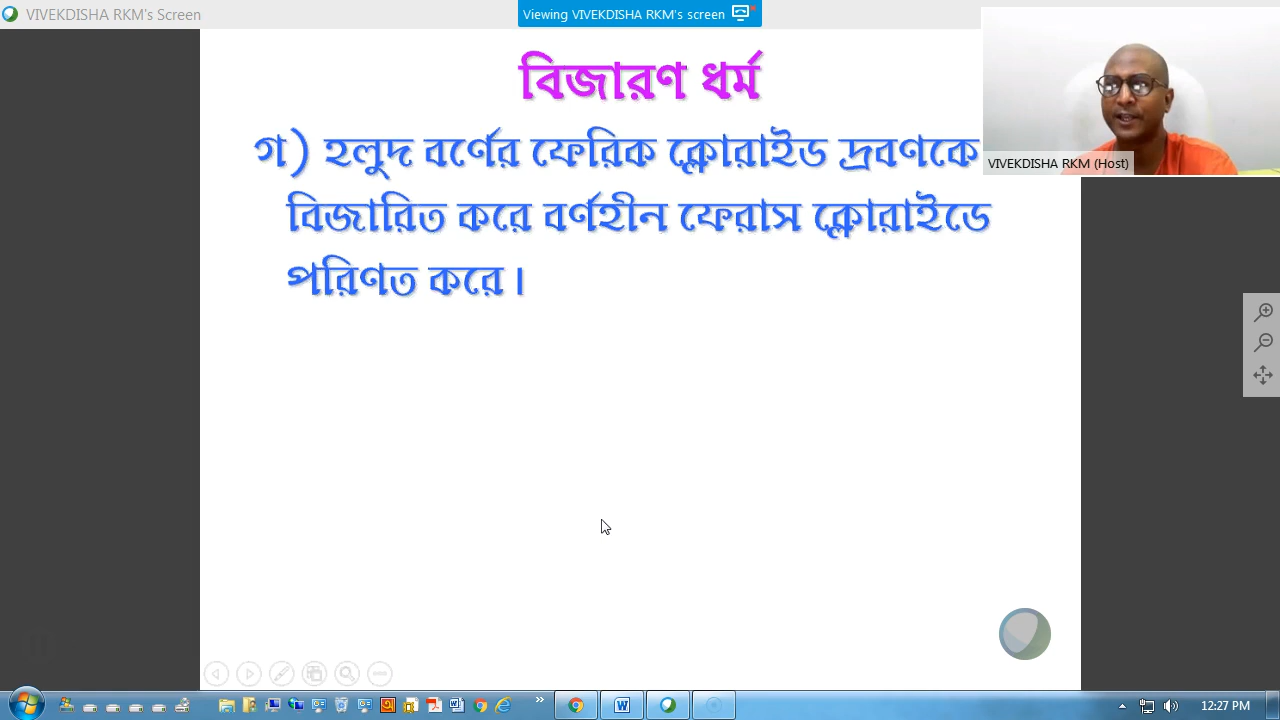 VIVEKDISHA RKM's Screen
Viewing VIVEKDISHA RKM's screen
বিজারণ ধর্ম
গ) হলুদ বর্ণের ফেরিক ক্লোরাইড দ্রবণকে
বিজারিত করে বর্ণহীন ফেরাস ক্লোরাইডে
পরিণত করে।
VIVEKDISHA RKM (Host)
12:27 PM